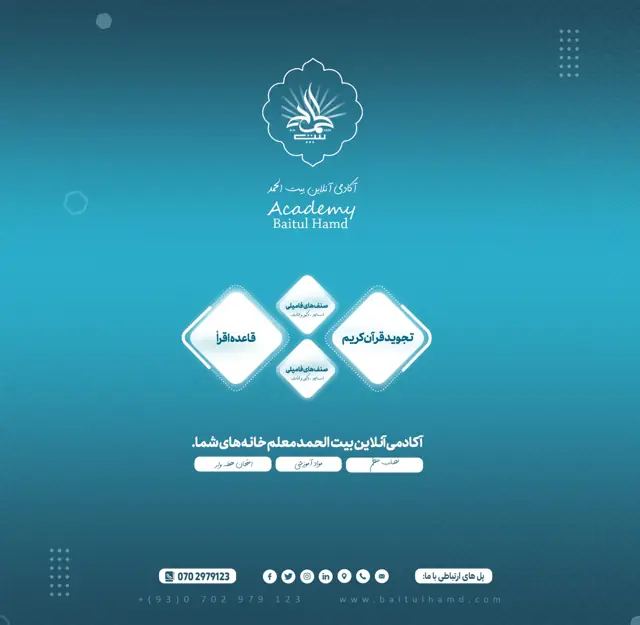 آکادمی آنلاین بیت الحمد
Academy
Baitul Hamd
تجوید قرآن کریم
صنف‌های فامیلی
قاعده اقرأ
صنف‌های فامیلی
آکادمی آنلاین بیت الحمد معلم خانه های شما.
مواد آموزشی
پل های ارتباطی با ما:
070 2979123
+(93)0 702 979 123
www.baitulhamd.com